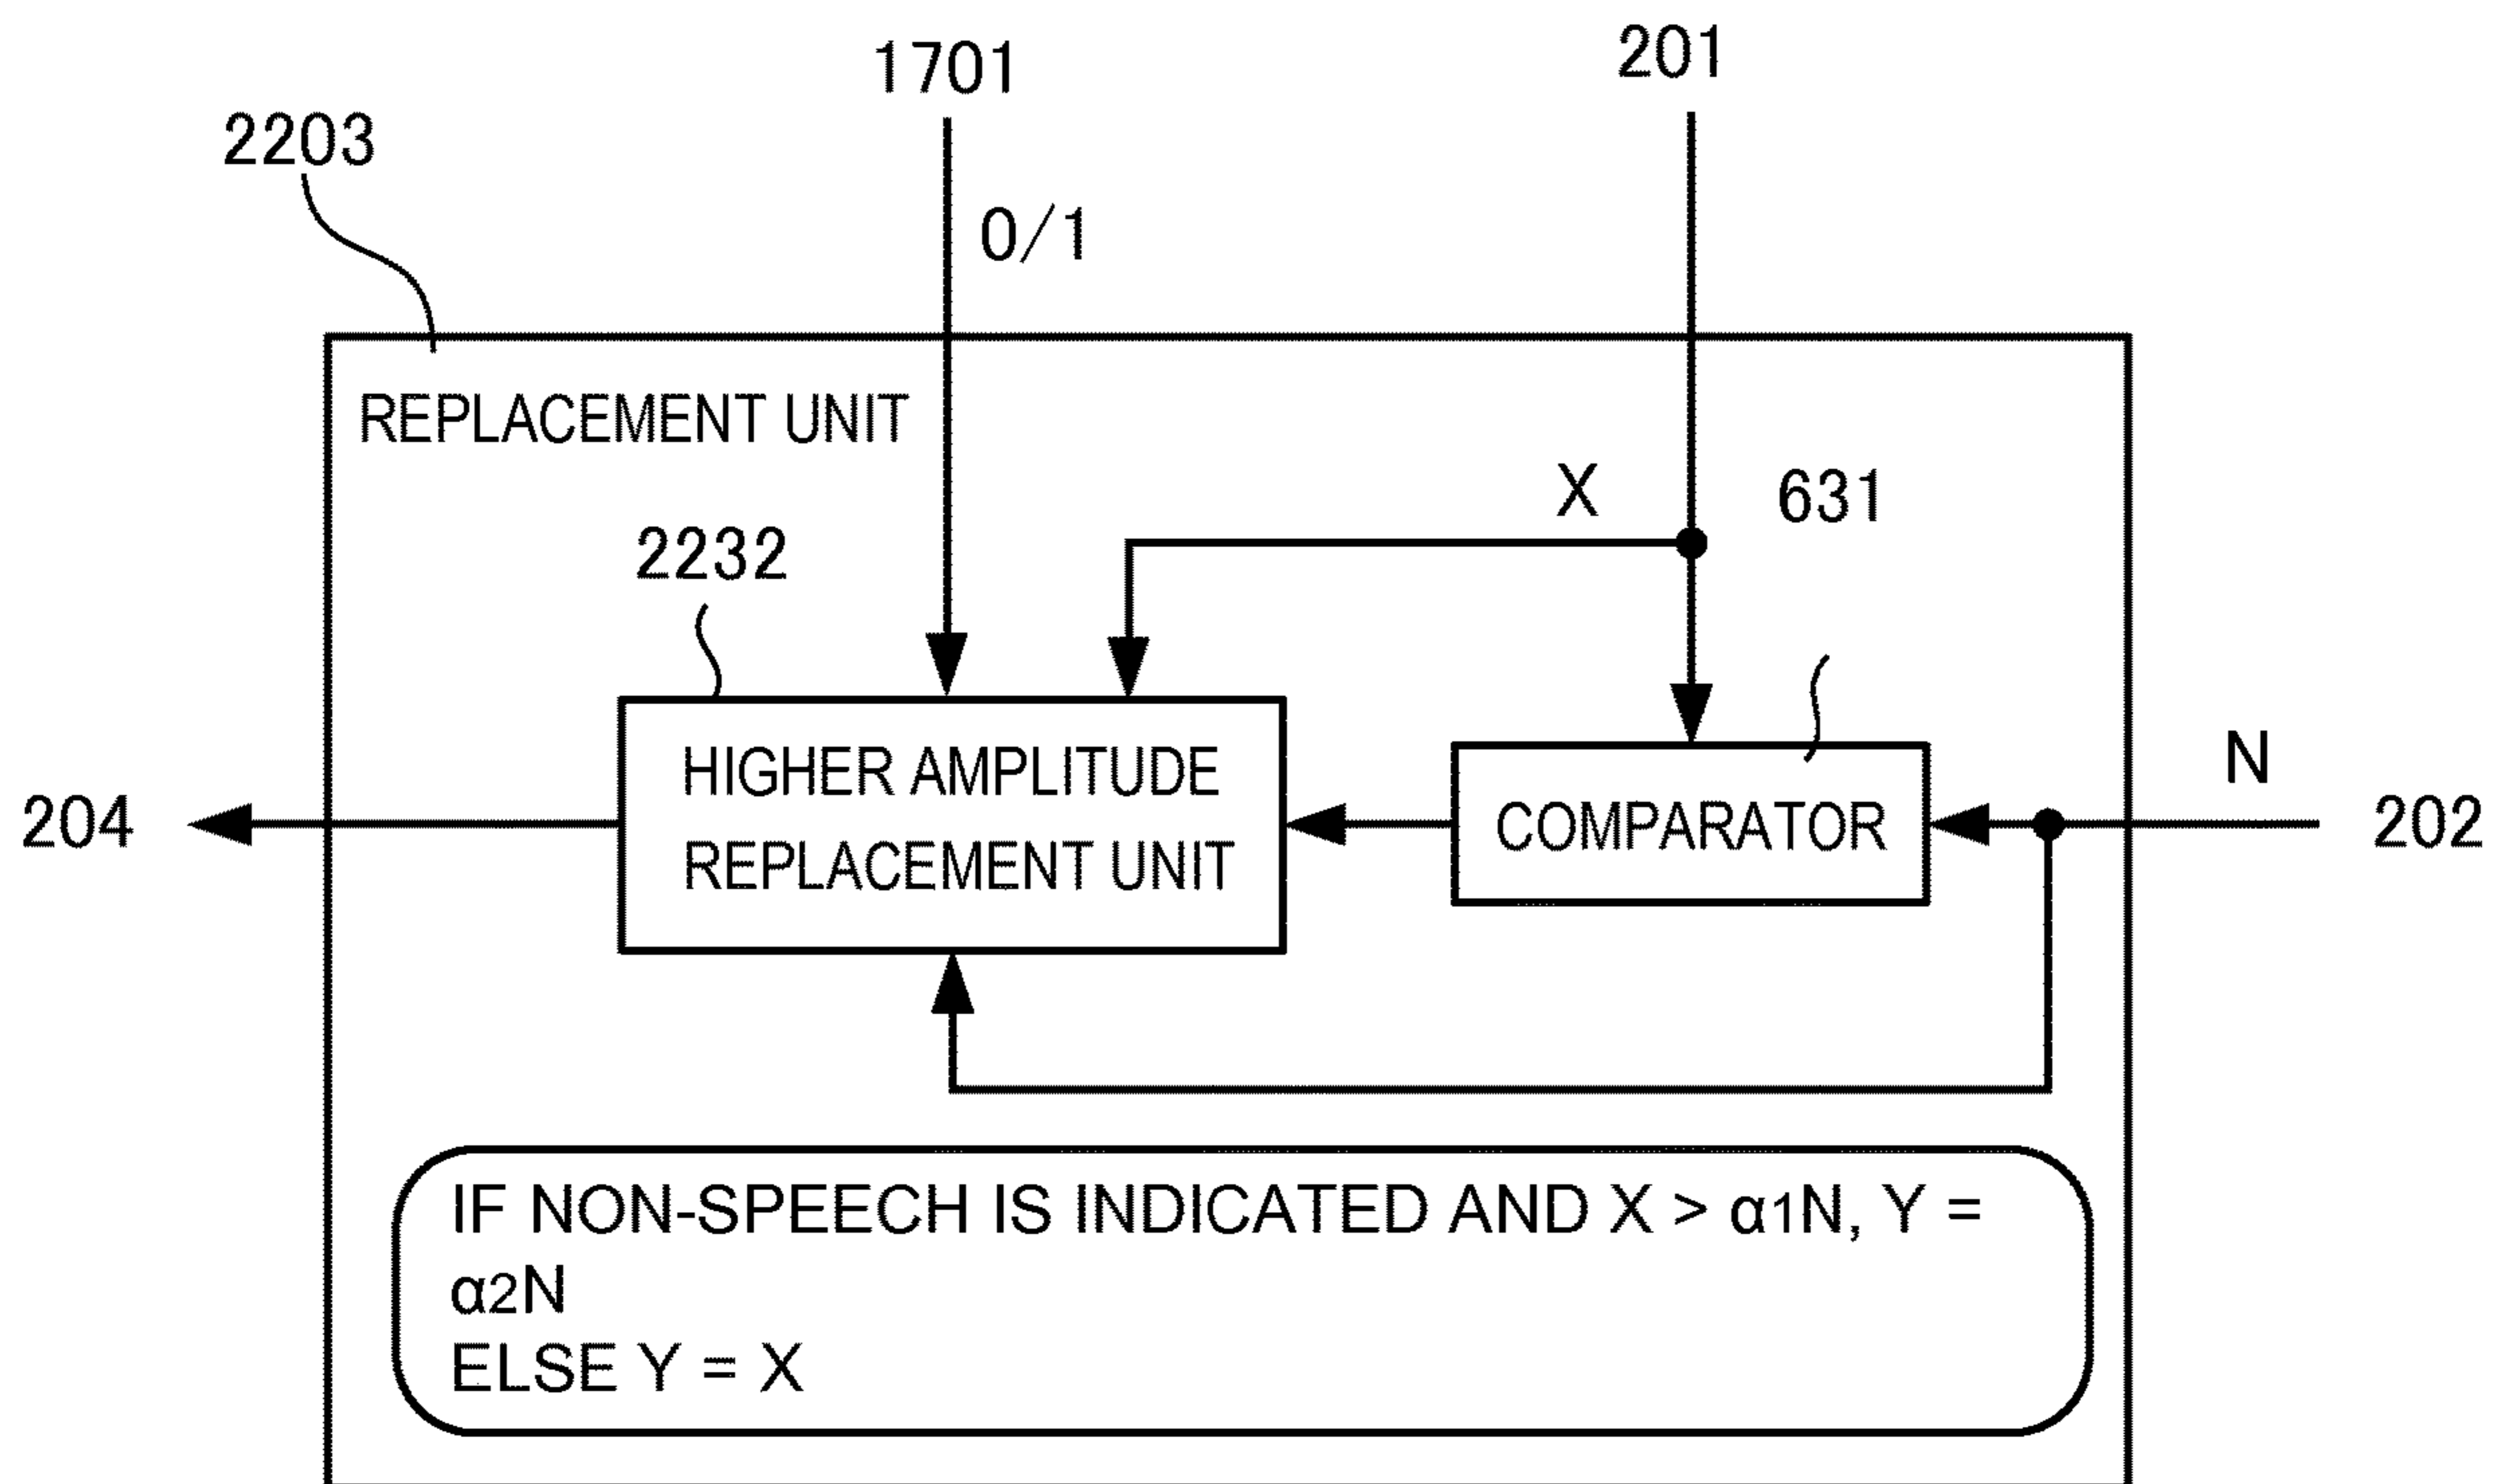 1701
201
2203
0/1
REPLACEMENT UNIT
X
631
2232
N
HIGHER AMPLITUDE
REPLACEMENT UNIT
COMPARATOR
204
202
IF NON-SPEECH IS INDICATED AND X > α1N, Y =
α2N
ELSE Y = X